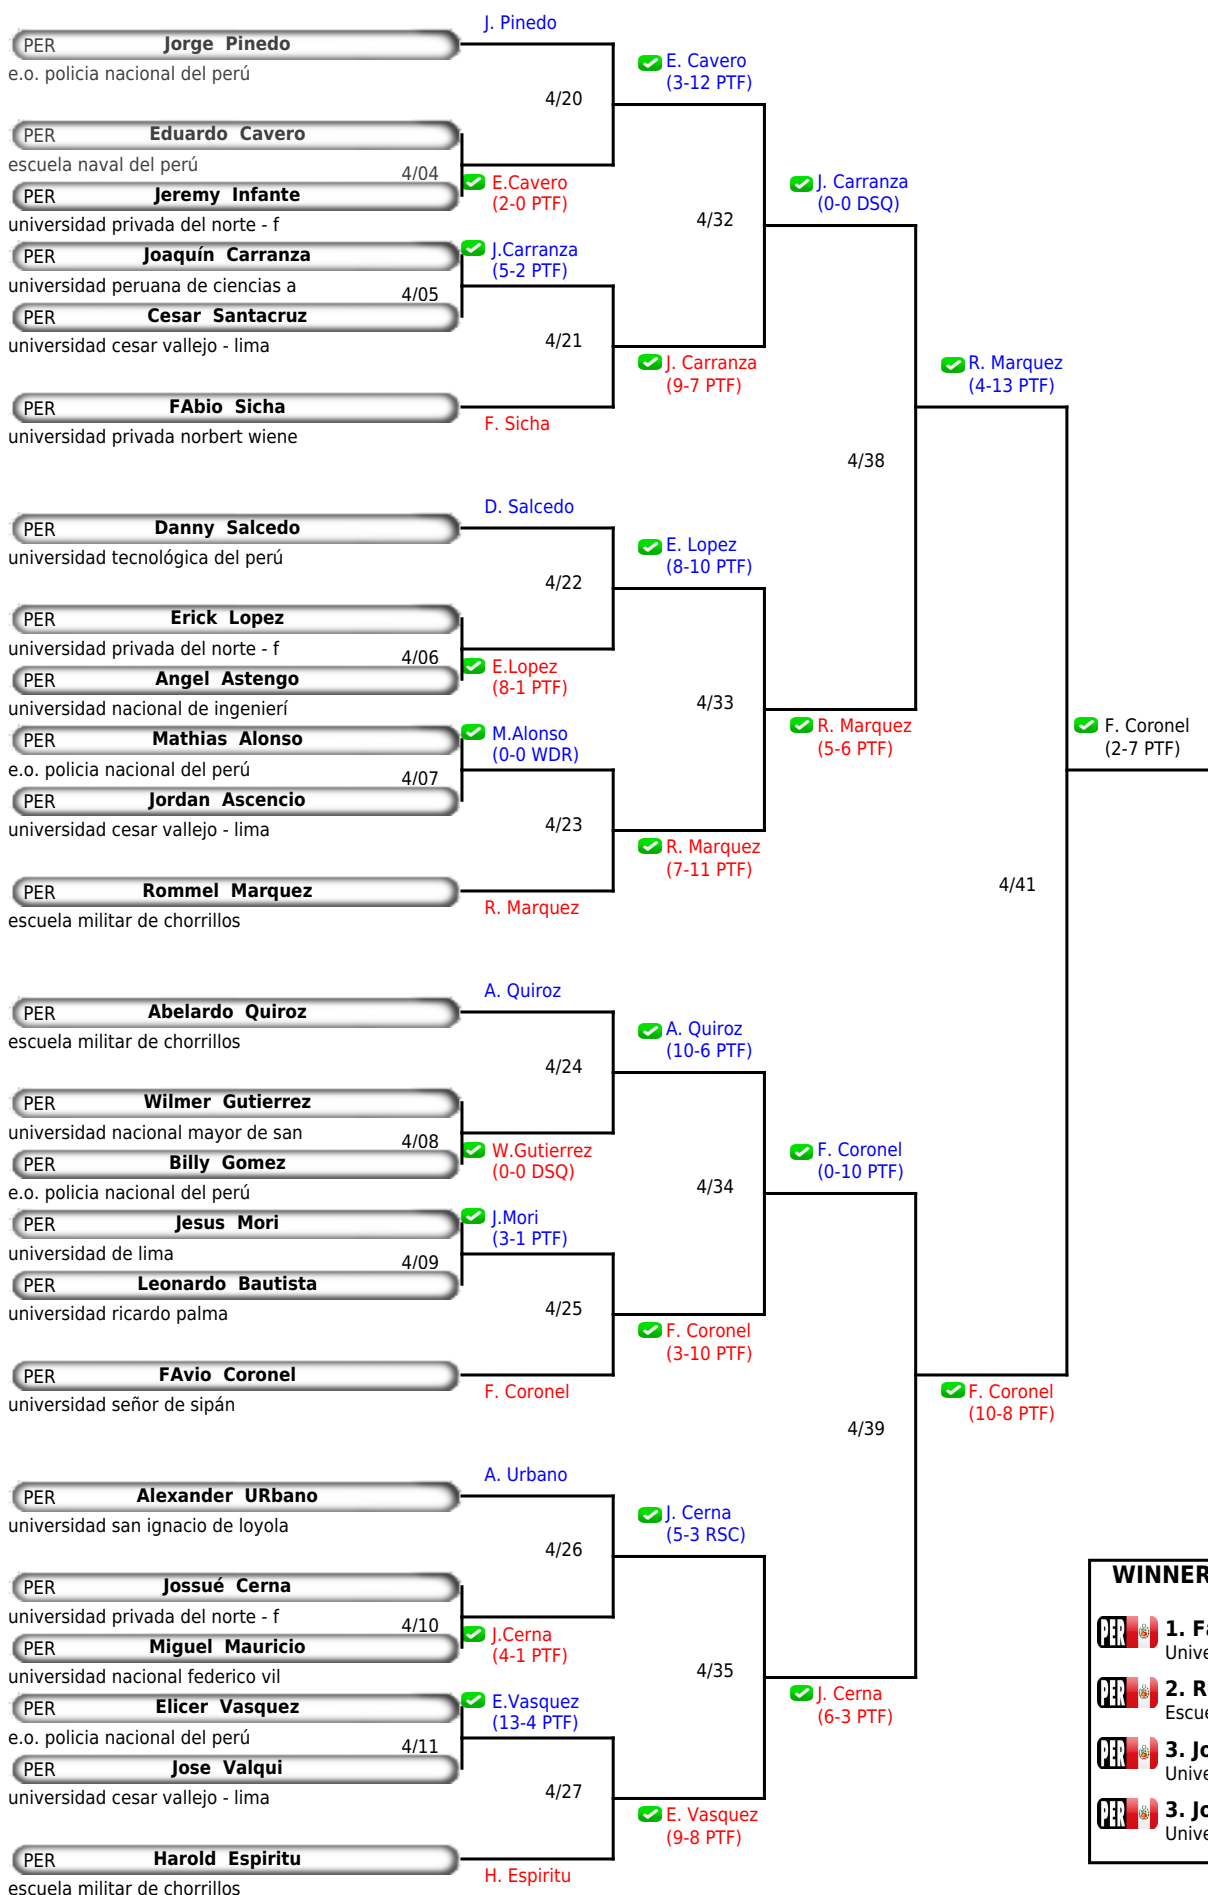 J. Pinedo
PER Jorge Pinedo
e.o. policia nacional del perú
E. Cavero
(3-12 PTF)
4/20
PER Eduardo Cavero
escuela naval del perú
4/04
E.Cavero
(2-0 PTF)
PER Jeremy Infante
universidad privada del norte - f
J. Carranza
(0-0 DSQ)
4/32
PER Joaquín Carranza
J.Carranza
(5-2 PTF)
universidad peruana de ciencias a
4/05
PER Cesar Santacruz
universidad cesar vallejo - lima
4/21
J. Carranza
(9-7 PTF)
R. Marquez
(4-13 PTF)
PER FAbio Sicha
F. Sicha
universidad privada norbert wiene
4/38
D. Salcedo
PER Danny Salcedo
universidad tecnológica del perú
E. Lopez
(8-10 PTF)
4/22
PER Erick Lopez
universidad privada del norte - f
4/06
E.Lopez
(8-1 PTF)
PER Angel Astengo
universidad nacional de ingenierí
4/33
R. Marquez
(5-6 PTF)
F. Coronel
(2-7 PTF)
PER Mathias Alonso
M.Alonso
(0-0 WDR)
e.o. policia nacional del perú
4/07
PER Jordan Ascencio
universidad cesar vallejo - lima
4/23
R. Marquez
(7-11 PTF)
PER Rommel Marquez
R. Marquez
escuela militar de chorrillos
4/41
A. Quiroz
PER Abelardo Quiroz
escuela militar de chorrillos
A. Quiroz
(10-6 PTF)
4/24
PER Wilmer Gutierrez
universidad nacional mayor de san
4/08
W.Gutierrez
(0-0 DSQ)
PER Billy Gomez
e.o. policia nacional del perú
F. Coronel
(0-10 PTF)
4/34
PER Jesus Mori
J.Mori
(3-1 PTF)
universidad de lima
4/09
PER Leonardo Bautista
universidad ricardo palma
4/25
F. Coronel
(3-10 PTF)
PER FAvio Coronel
F. Coronel
universidad señor de sipán
F. Coronel
(10-8 PTF)
4/39
A. Urbano
PER Alexander URbano
universidad san ignacio de loyola
J. Cerna
(5-3 RSC)
4/26
PER Jossué Cerna
universidad privada del norte - f
4/10
J.Cerna
(4-1 PTF)
PER Miguel Mauricio
universidad nacional federico vil
4/35
J. Cerna
(6-3 PTF)
PER Elicer Vasquez
E.Vasquez
(13-4 PTF)
e.o. policia nacional del perú
4/11
PER Jose Valqui
universidad cesar vallejo - lima
4/27
E. Vasquez
(9-8 PTF)
PER Harold Espiritu
H. Espiritu
escuela militar de chorrillos
WINNER
PER 1. Fa
Unive
PER 2. R
Escue
PER 3. Jo
Unive
PER 3. Jo
Unive